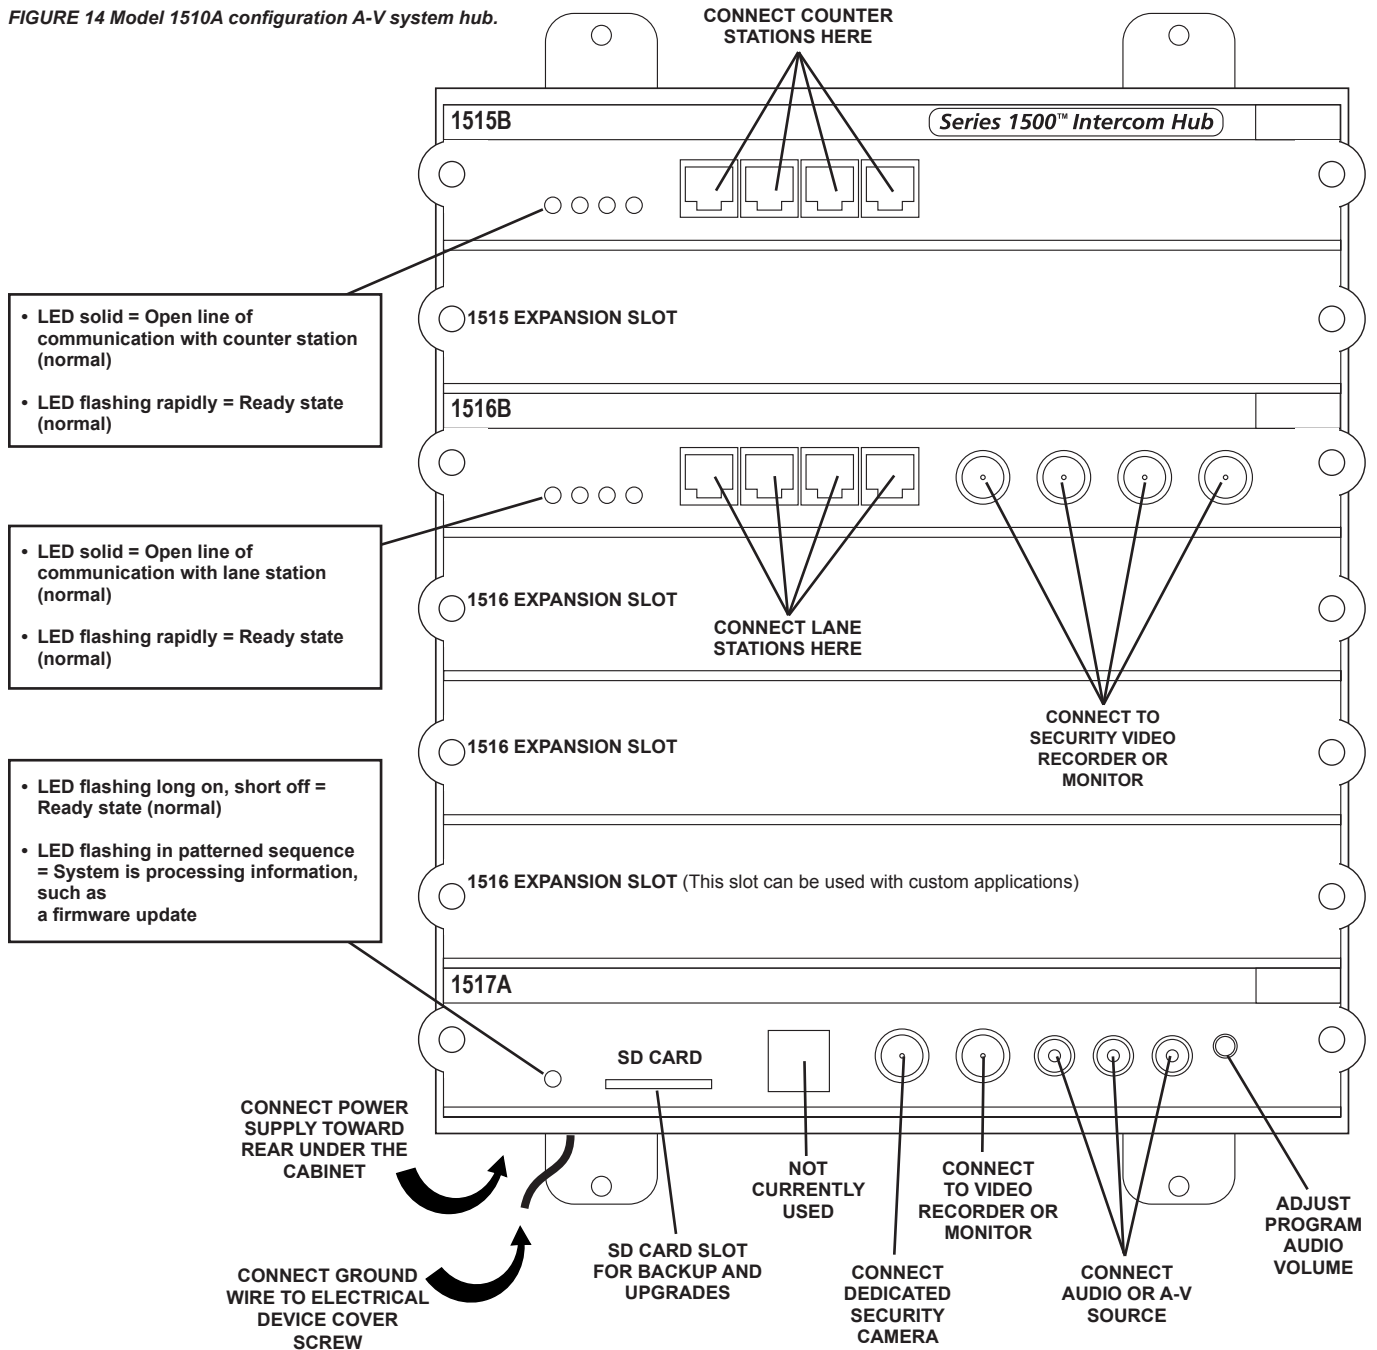 FIGURE 14 Model 1510A configuration A-V system hub.
CONNECT COUNTER
STATIONS HERE
1515B
Series 1500™ Intercom Hub
• LED solid = Open line of
communication with counter station
(normal)
• LED flashing rapidly = Ready state
(normal)
1515 EXPANSION SLOT
1516B
• LED solid = Open line of
communication with lane station
(normal)
• LED flashing rapidly = Ready state
(normal)
1516 EXPANSION SLOT
CONNECT LANE
STATIONS HERE
CONNECT TO
SECURITY VIDEO
RECORDER OR
MONITOR
1516 EXPANSION SLOT
• LED flashing long on, short off =
Ready state (normal)
• LED flashing in patterned sequence
= System is processing information,
such as
a firmware update
1516 EXPANSION SLOT (This slot can be used with custom applications)
1517A
SD CARD
CONNECT POWER
SUPPLY TOWARD
REAR UNDER THE
CABINET
CONNECT GROUND
WIRE TO ELECTRICAL
DEVICE COVER
SCREW
SD CARD SLOT
FOR BACKUP AND
UPGRADES
NOT
CURRENTLY
USED
CONNECT
DEDICATED
SECURITY
CAMERA
CONNECT
TO VIDEO
RECORDER OR
MONITOR
CONNECT
AUDIO OR A-V
SOURCE
ADJUST
PROGRAM
AUDIO
VOLUME